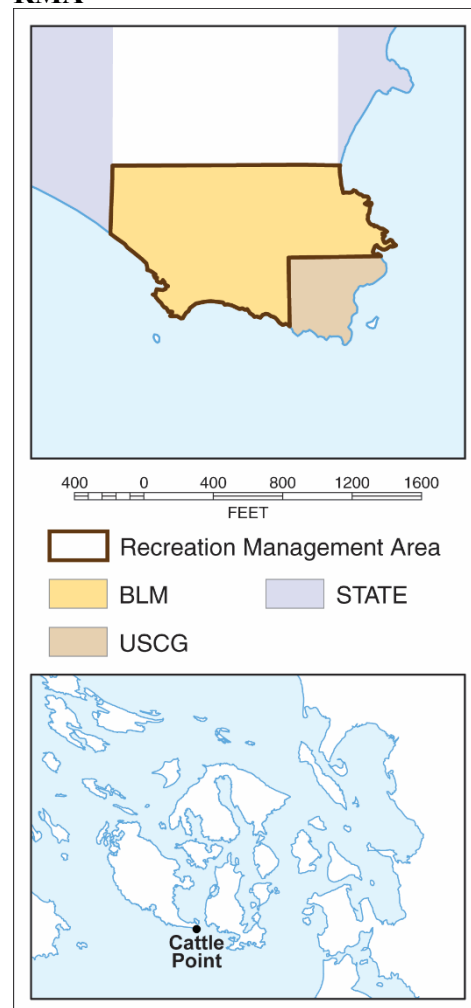 RMA
400 0 400 800 1200 1600
FEET
Recreation Management Area
BLM STATE
USCG
Cattle
Point